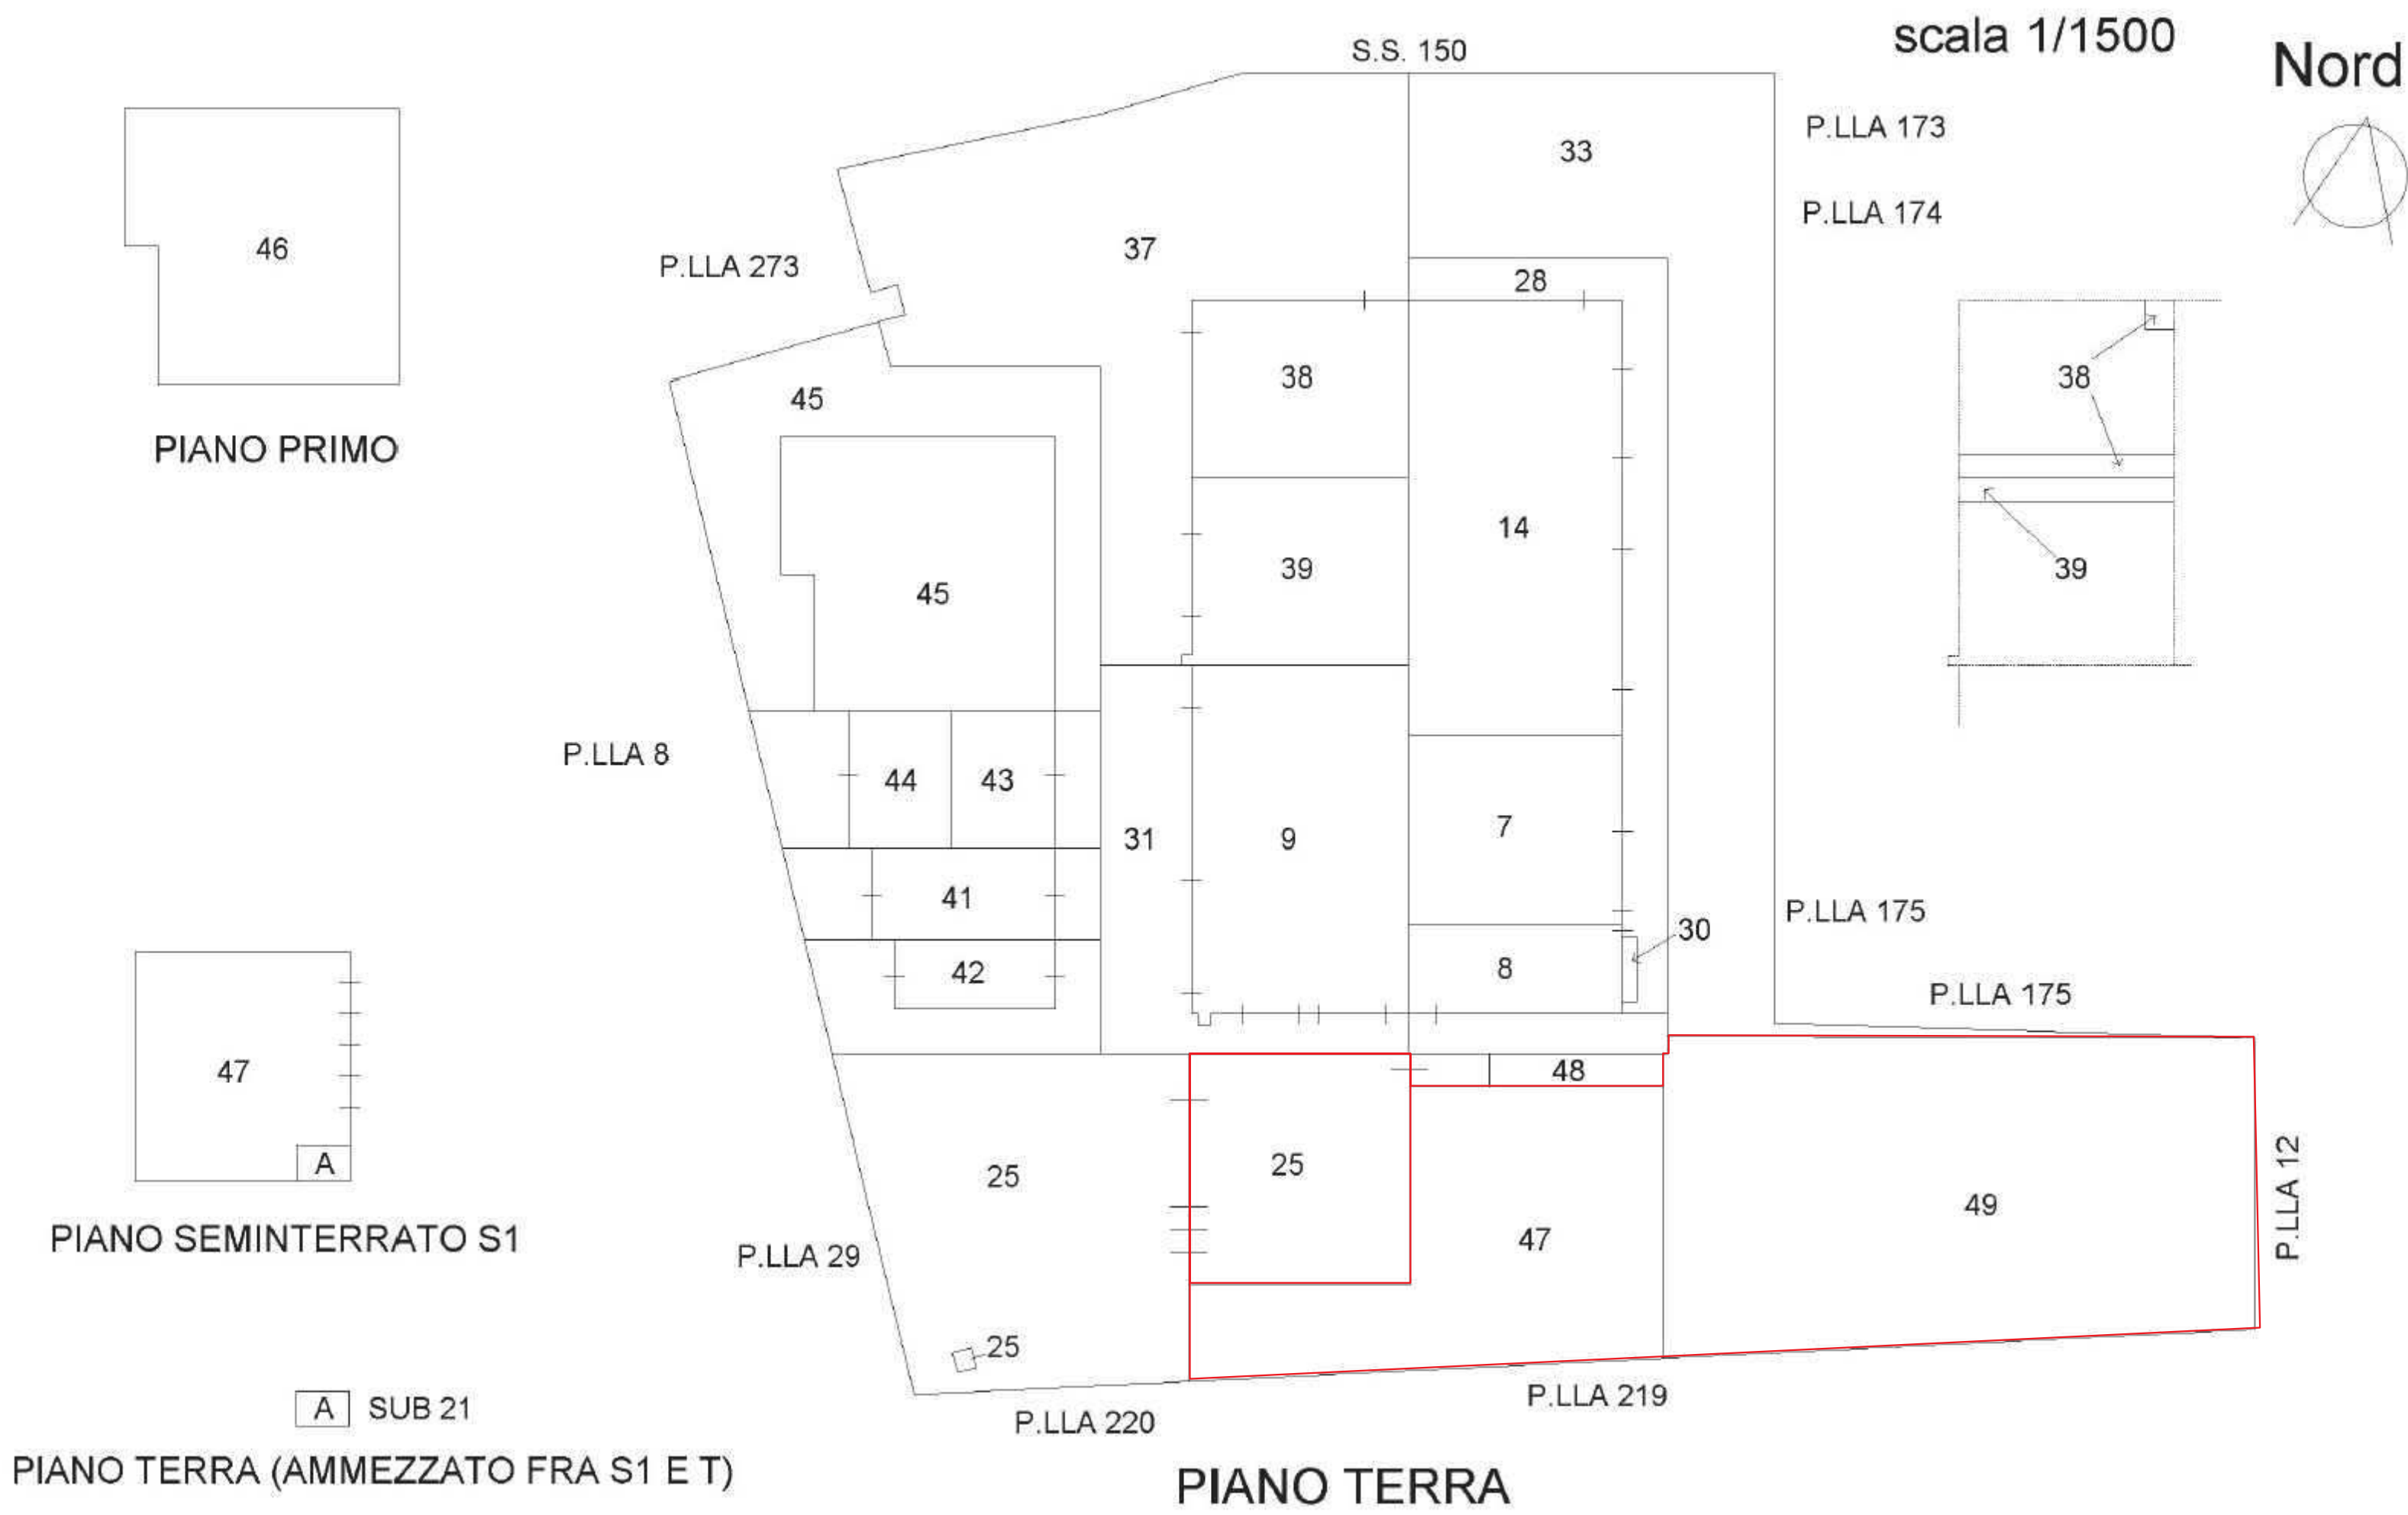 scala 1/1500
Nord
S.S. 150
P.LLA 173
33
P.LLA 174
46
37
P.LLA 273
28
38
38
45
PIANO PRIMO
14
39
39
45
P.LLA 8
44
43
31
9
7
41
P.LLA 175
30
42
8
P.LLA 175
47
48
A
25
25
49
P.LLA 12
PIANO SEMINTERRATO S1
P.LLA 29
47
25
A SUB 21
P.LLA 220
P.LLA 219
PIANO TERRA (AMMEZZATO FRA S1 E T)
PIANO TERRA